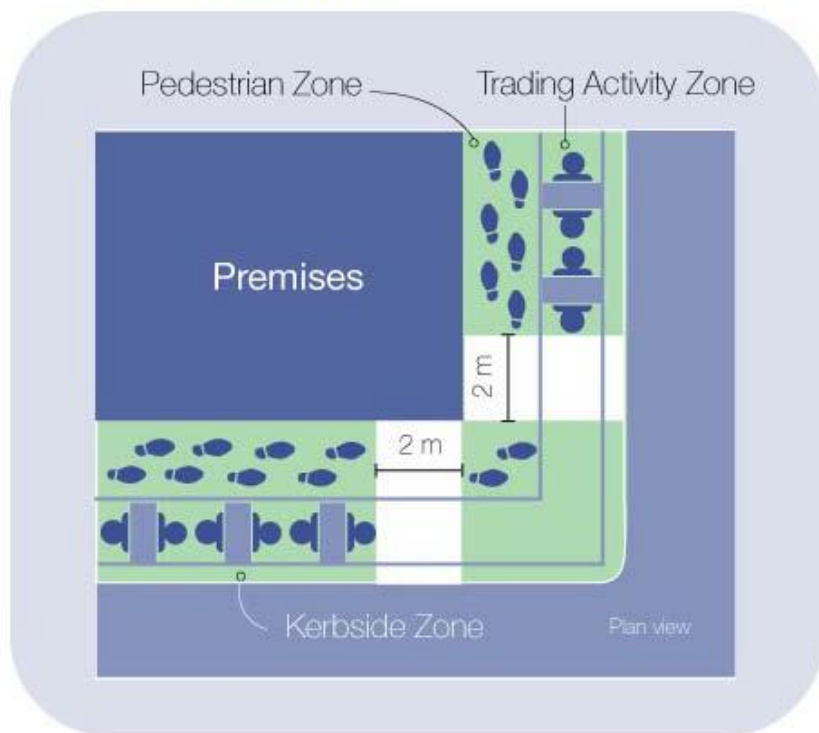 Pedestrian Zone
Trading Activity Zone
Premises
2 m
2 m
Kerbside Zone
Plan view